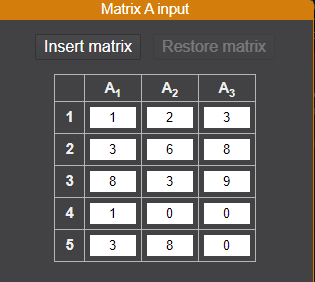 Matrix A input
Insert matrix Restore matrix
A₁ A₂ A₃
1 1 2 3
2 3 6 8
3 8 3 9
4 1 0 0
5 3 8 0